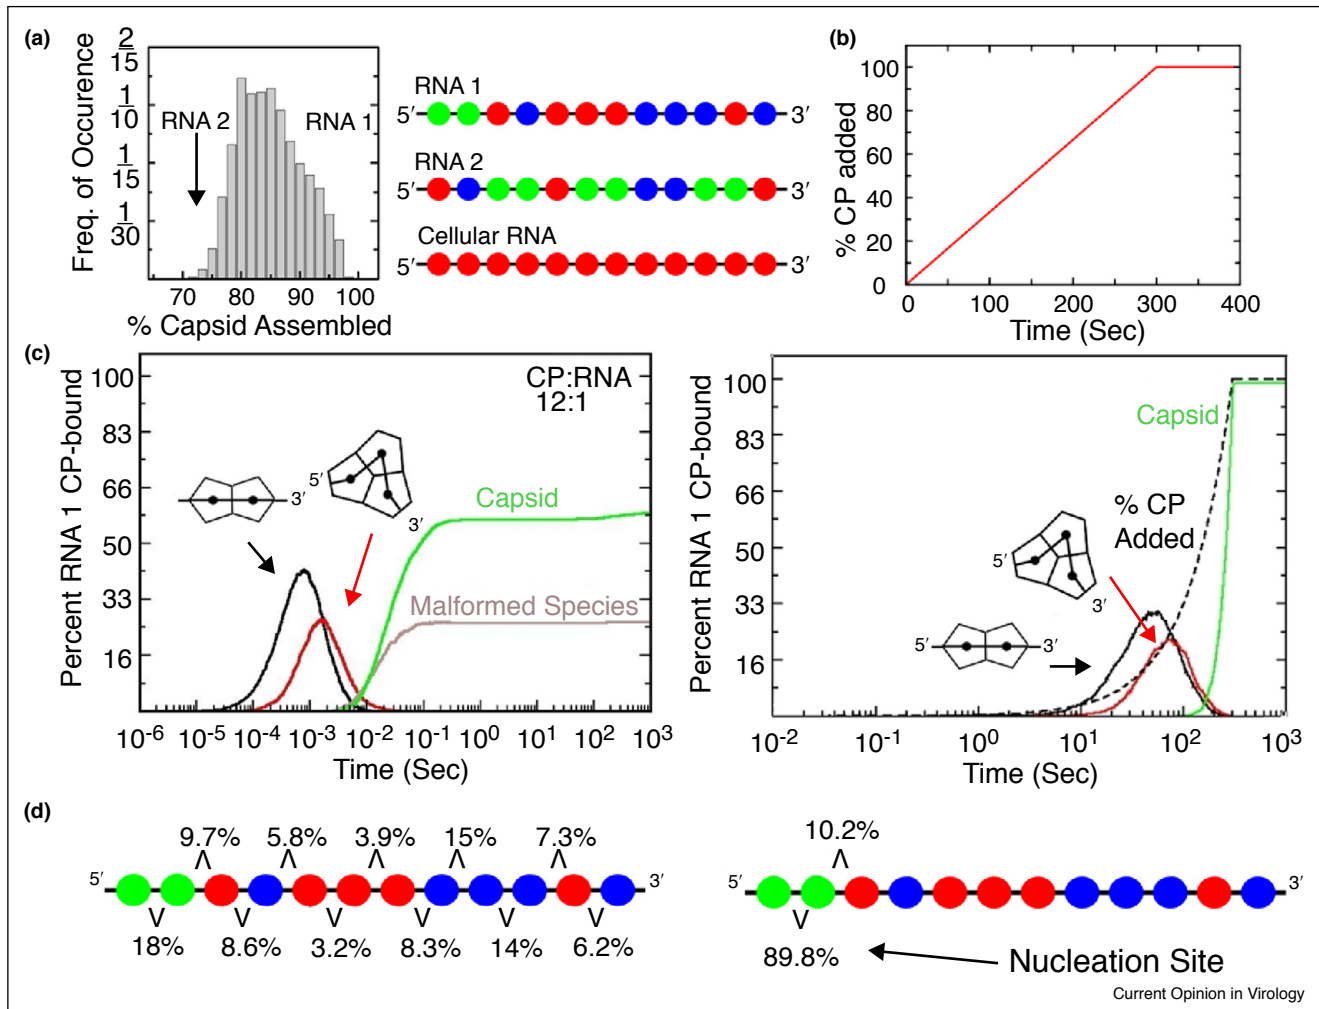 (a)
Freq. of Occurence
2
15
1
10
1
15
1
30
RNA 2
RNA 1
70 80 90 100
% Capsid Assembled
RNA 1
5′ 3′
RNA 2
5′ 3′
Cellular RNA
5′ 3′
(b)
% CP added
100
80
60
40
20
0
0 100 200 300 400
Time (Sec)
(c)
Percent RNA 1 CP-bound
100
83
66
50
33
16
CP:RNA
12:1
5′
3′
3′
Capsid
Malformed Species
10-6 10-5 10-4 10-3 10-2 10-1 100 101 102 103
Time (Sec)
Percent RNA 1 CP-bound
100
83
66
50
33
16
Capsid
% CP
Added
5′
3′
5′ 3′
10-2 10-1 100 101 102 103
Time (Sec)
(d)
9.7% 5.8% 3.9% 15% 7.3%
5′ 3′
18% 8.6% 3.2% 8.3% 14% 6.2%
10.2%
5′ 3′
89.8%
Nucleation Site
Current Opinion in Virology